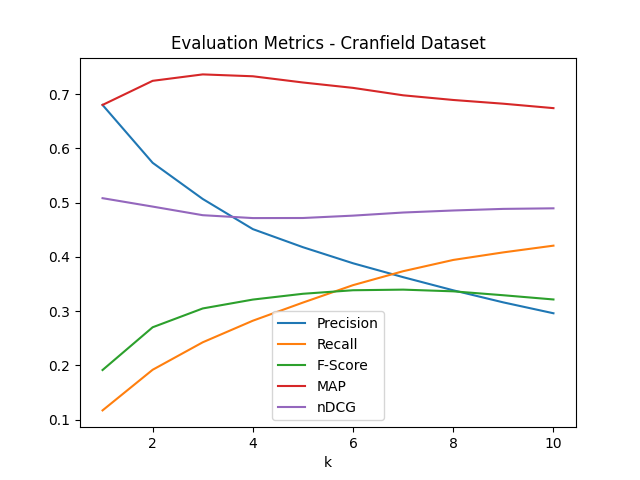 Evaluation Metrics - Cranfield Dataset
0.7
0.6
0.5
0.4
0.3
0.2
0.1
Precision
Recall
F-Score
MAP
nDCG
2 4 6 8 10
k